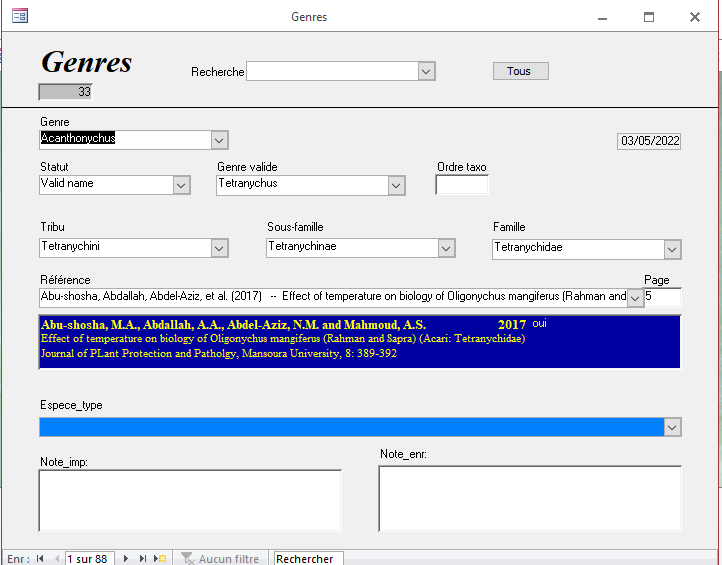 Genres
Genres
Recherche
Tous
33
Genre
Acanthonychus
03/05/2022
Statut
Genre valide
Ordre taxo
Valid name
Tetranychus
Tribu
Sous-famille
Famille
Tetranychini
Tetranychinae
Tetranychidae
Référence
Page
Abu-shosha, Abdallah, Abdel-Aziz, et al. (2017) -- Effect of temperature on biology of Oligonychus mangiferus (Rahman and
5
Abu-shosha, M.A., Abdallah, A.A., Abdel-Aziz, N.M. and Mahmoud, A.S. 2017 oui
Effect of temperature on biology of Oligonychus mangiferus (Rahman and Sapra) (Acari: Tetranychidae)
Journal of PLant Protection and Patholgy, Mansoura University, 8: 389-392
Espece_type
Note_imp:
Note_enr:
Enr : 1 sur 88 Aucun filtre Rechercher